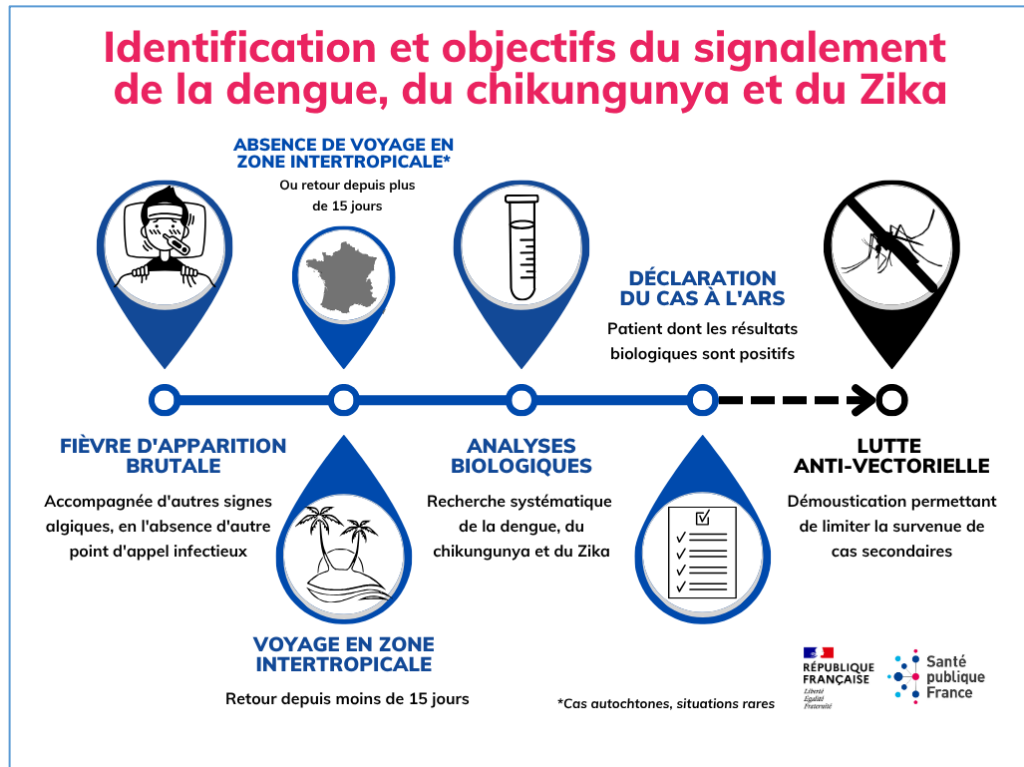 Identification et objectifs du signalement
de la dengue, du chikungunya et du Zika
ABSENCE DE VOYAGE EN
ZONE INTERTROPICALE*
Ou retour depuis plus
de 15 jours
DÉCLARATION
DU CAS À L'ARS
Patient dont les résultats
biologiques sont positifs
FIÈVRE D'APPARITION
BRUTALE
Accompagnée d'autres signes
algiques, en l'absence d'autre
point d'appel infectieux
ANALYSES
BIOLOGIQUES
Recherche systématique
de la dengue, du
chikungunya et du Zika
LUTTE
ANTI-VECTORIELLE
Démoustication permettant
de limiter la survenue de
cas secondaires
VOYAGE EN ZONE
INTERTROPICALE
Retour depuis moins de 15 jours
*Cas autochtones, situations rares
RÉPUBLIQUE
FRANÇAISE
Liberté
Égalité
Fraternité
Santé
publique
France